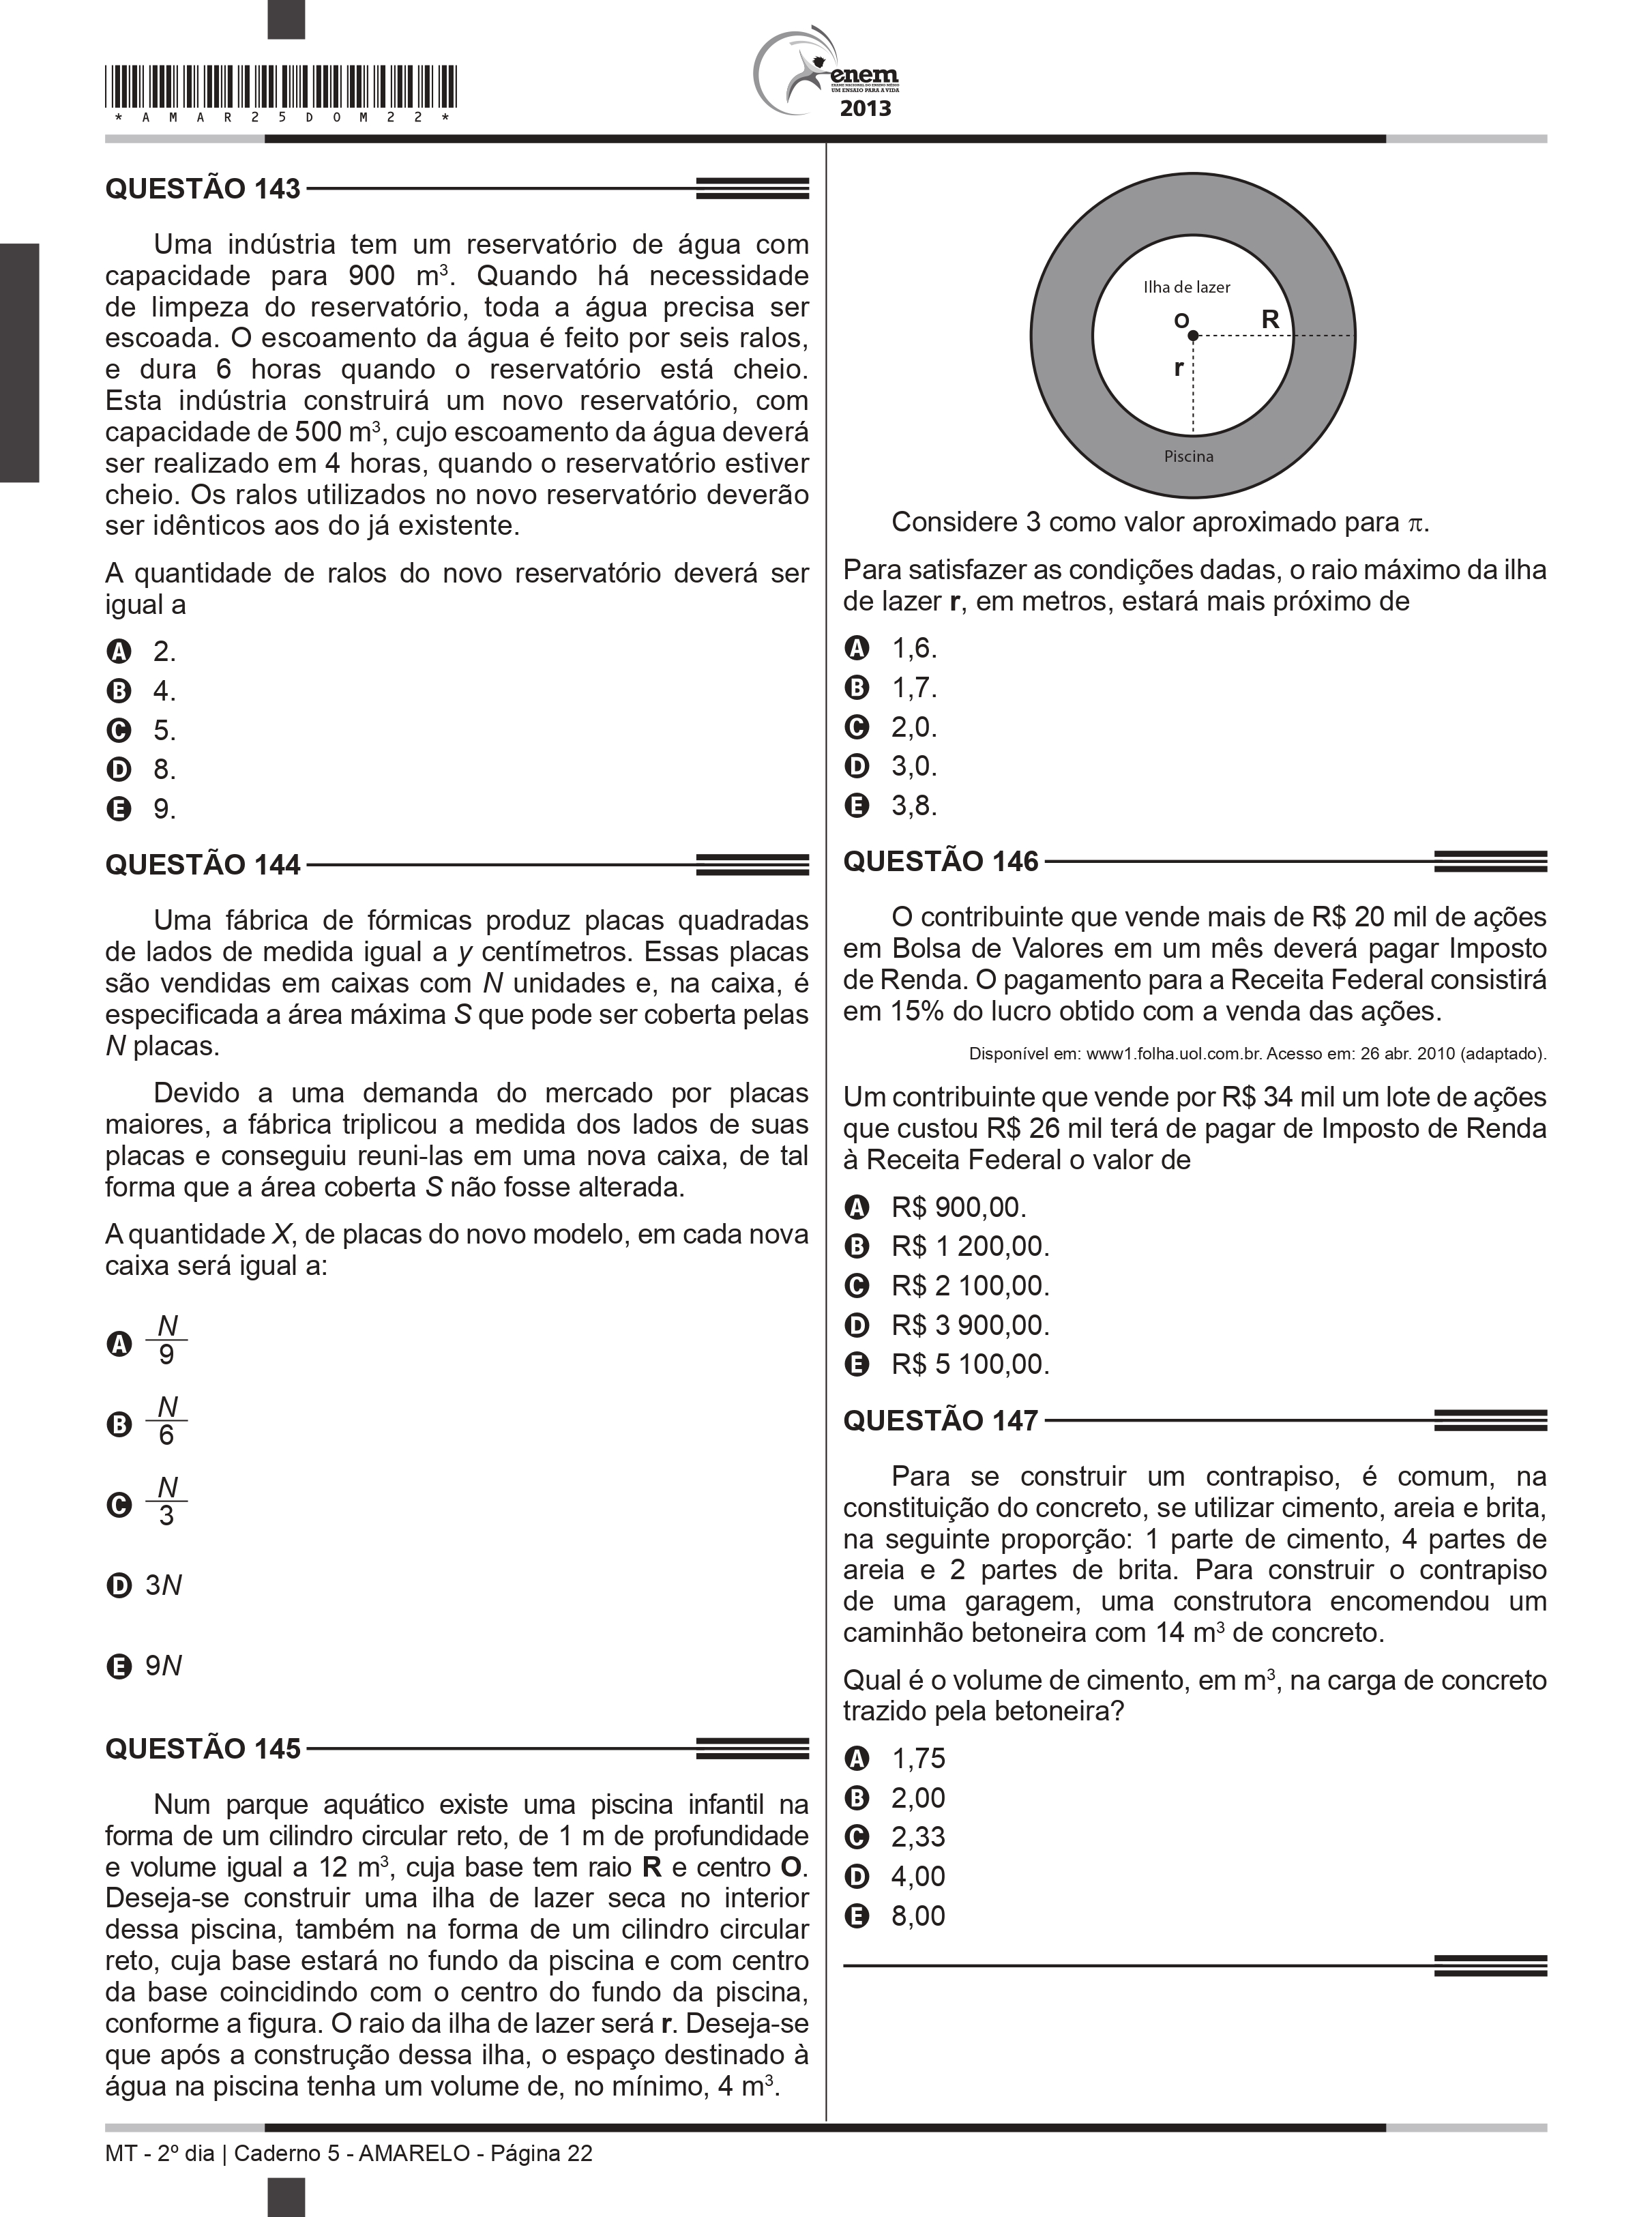 * A M A R 2 5 D O M 2 2 *
enem
EXAME NACIONAL DO ENSINO MÉDIO
UM ENSAIO PARA A VIDA
2013
QUESTÃO 143
Uma indústria tem um reservatório de água com
capacidade para 900 m³. Quando há necessidade
de limpeza do reservatório, toda a água precisa ser
escoada. O escoamento da água é feito por seis ralos,
e dura 6 horas quando o reservatório está cheio.
Esta indústria construirá um novo reservatório, com
capacidade de 500 m³, cujo escoamento da água deverá
ser realizado em 4 horas, quando o reservatório estiver
cheio. Os ralos utilizados no novo reservatório deverão
ser idênticos aos do já existente.
A quantidade de ralos do novo reservatório deverá ser
igual a
A 2.
B 4.
C 5.
D 8.
E 9.
QUESTÃO 144
Uma fábrica de fórmicas produz placas quadradas
de lados de medida igual a y centímetros. Essas placas
são vendidas em caixas com N unidades e, na caixa, é
especificada a área máxima S que pode ser coberta pelas
N placas.
Devido a uma demanda do mercado por placas
maiores, a fábrica triplicou a medida dos lados de suas
placas e conseguiu reuni-las em uma nova caixa, de tal
forma que a área coberta S não fosse alterada.
A quantidade X, de placas do novo modelo, em cada nova
caixa será igual a:
A N/9
B N/6
C N/3
D 3N
E 9N
QUESTÃO 145
Num parque aquático existe uma piscina infantil na
forma de um cilindro circular reto, de 1 m de profundidade
e volume igual a 12 m³, cuja base tem raio R e centro O.
Deseja-se construir uma ilha de lazer seca no interior
dessa piscina, também na forma de um cilindro circular
reto, cuja base estará no fundo da piscina e com centro
da base coincidindo com o centro do fundo da piscina,
conforme a figura. O raio da ilha de lazer será r. Deseja-se
que após a construção dessa ilha, o espaço destinado à
água na piscina tenha um volume de, no mínimo, 4 m³.
Ilha de lazer
O
R
r
Piscina
Considere 3 como valor aproximado para π.
Para satisfazer as condições dadas, o raio máximo da ilha
de lazer r, em metros, estará mais próximo de
A 1,6.
B 1,7.
C 2,0.
D 3,0.
E 3,8.
QUESTÃO 146
O contribuinte que vende mais de R$ 20 mil de ações
em Bolsa de Valores em um mês deverá pagar Imposto
de Renda. O pagamento para a Receita Federal consistirá
em 15% do lucro obtido com a venda das ações.
Disponível em: www1.folha.uol.com.br. Acesso em: 26 abr. 2010 (adaptado).
Um contribuinte que vende por R$ 34 mil um lote de ações
que custou R$ 26 mil terá de pagar de Imposto de Renda
à Receita Federal o valor de
A R$ 900,00.
B R$ 1 200,00.
C R$ 2 100,00.
D R$ 3 900,00.
E R$ 5 100,00.
QUESTÃO 147
Para se construir um contrapiso, é comum, na
constituição do concreto, se utilizar cimento, areia e brita,
na seguinte proporção: 1 parte de cimento, 4 partes de
areia e 2 partes de brita. Para construir o contrapiso
de uma garagem, uma construtora encomendou um
caminhão betoneira com 14 m³ de concreto.
Qual é o volume de cimento, em m³, na carga de concreto
trazido pela betoneira?
A 1,75
B 2,00
C 2,33
D 4,00
E 8,00
MT - 2º dia | Caderno 5 - AMARELO - Página 22